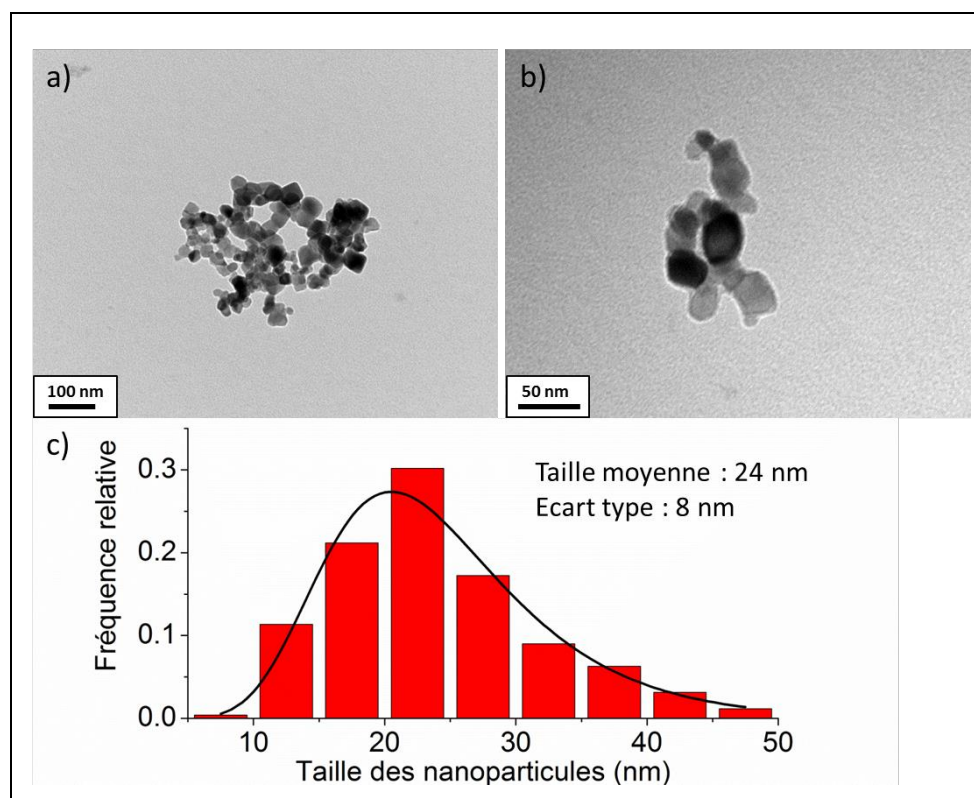 a)
b)
100 nm
50 nm
c)
Taille moyenne : 24 nm
Ecart type : 8 nm
Fréquence relative
0.3
0.2
0.1
0.0
10 20 30 40 50
Taille des nanoparticules (nm)